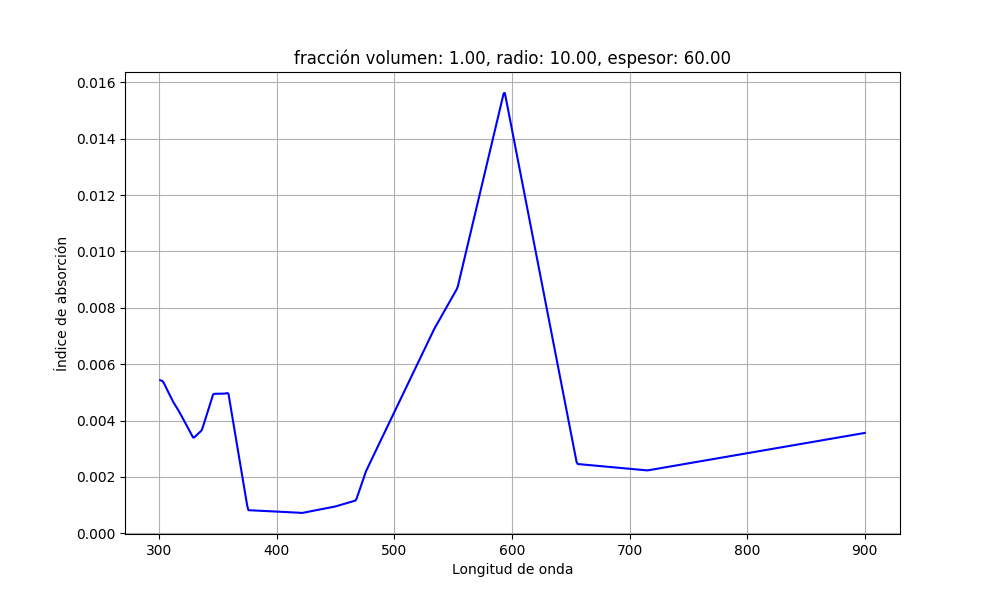 fracción volumen: 1.00, radio: 10.00, espesor: 60.00
Índice de absorción
0.016
0.014
0.012
0.010
0.008
0.006
0.004
0.002
0.000
300 400 500 600 700 800 900
Longitud de onda